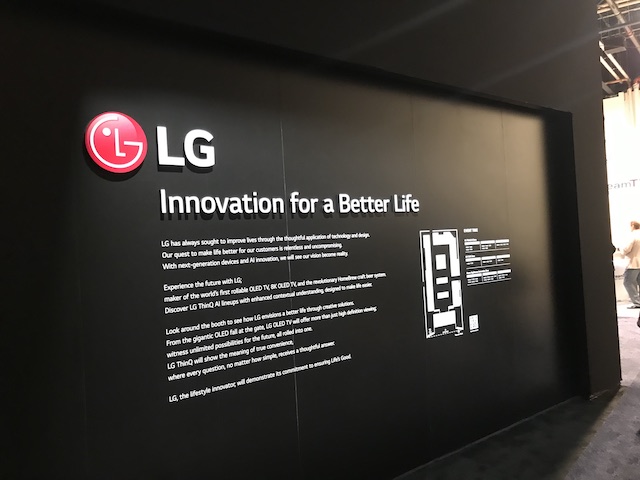 LG
Innovation for a Better Life
LG has always sought to improve lives through the thoughtful application of technology and design.
Our quest to make life better for our customers is relentless and uncompromising.
With next-generation devices and AI innovation, we will see our vision become reality.
Experience the future with LG;
maker of the world's first rollable OLED TV, 8K OLED TV, and the revolutionary HomeBrew craft beer system.
Discover LG ThinQ AI lineups with enhanced contextual understanding, designed to make life easier.
Look around the booth to see how LG envisions a better life through creative solutions.
From the gigantic OLED fall at the gate, LG OLED TV will offer more than just high definition viewing;
witness unlimited possibilities for the future, all rolled into one.
LG ThinQ will show the meaning of true convenience,
where every question, no matter how simple, receives a thoughtful answer.
LG, the lifestyle innovator, will demonstrate its commitment to ensuring Life's Good.